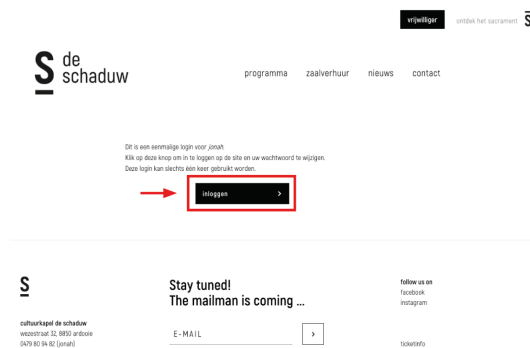 vrijwilliger
ontdek het sacrament
S de
schaduw
programma zaalverhuur nieuws contact
Dit is een eenmalige login voor jonah.
Klik op deze knop om in te loggen op de site en uw wachtwoord te wijzigen.
Deze login kan slechts één keer gebruikt worden.
inloggen >
S
Stay tuned!
The mailman is coming ...
follow us on
facebook
instagram
cultuurkapel de schaduw
wezestraat 32, 8850 ardooie
0479 80 94 82 (jonah)
E-MAIL >
ticketinfo